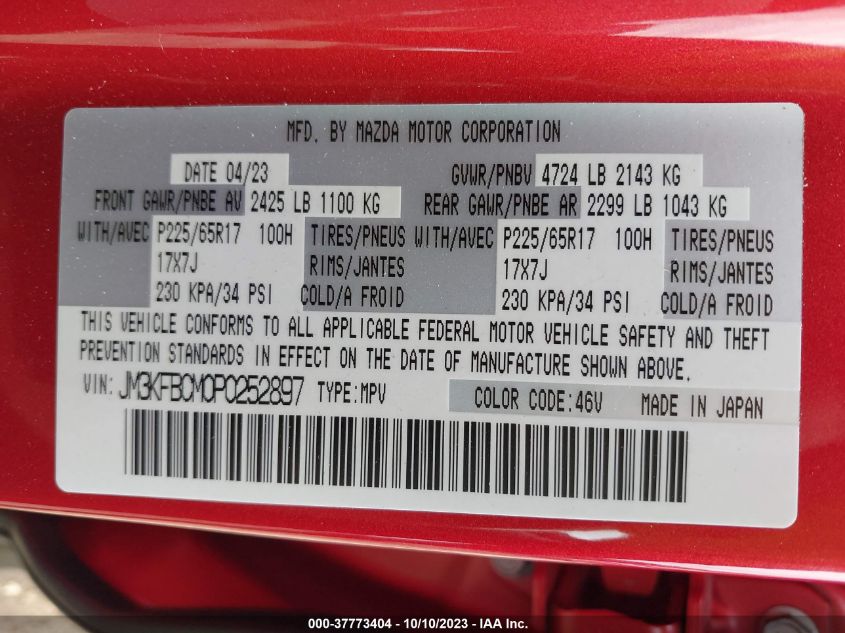 MFD. BY MAZDA MOTOR CORPORATION
DATE 04/23 GVWR/PNBV 4724 LB 2143 KG
FRONT GAWR/PNBE AV 2425 LB 1100 KG REAR GAWR/PNBE AR 2299 LB 1043 KG
WITH/AVEC P225/65R17 100H TIRES/PNEUS WITH/AVEC P225/65R17 100H TIRES/PNEUS
17X7J RIMS/JANTES 17X7J RIMS/JANTES
230 KPA/34 PSI COLD/A FROID 230 KPA/34 PSI COLD/A FROID
THIS VEHICLE CONFORMS TO ALL APPLICABLE FEDERAL MOTOR VEHICLE SAFETY AND THEFT
PREVENTION STANDARDS IN EFFECT ON THE DATE OF MANUFACTURE SHOWN ABOVE.
VIN: JM3KFBCM0P0252897 TYPE:MPV COLOR CODE:46V MADE IN JAPAN
000-37773404 - 10/10/2023 - IAA Inc.